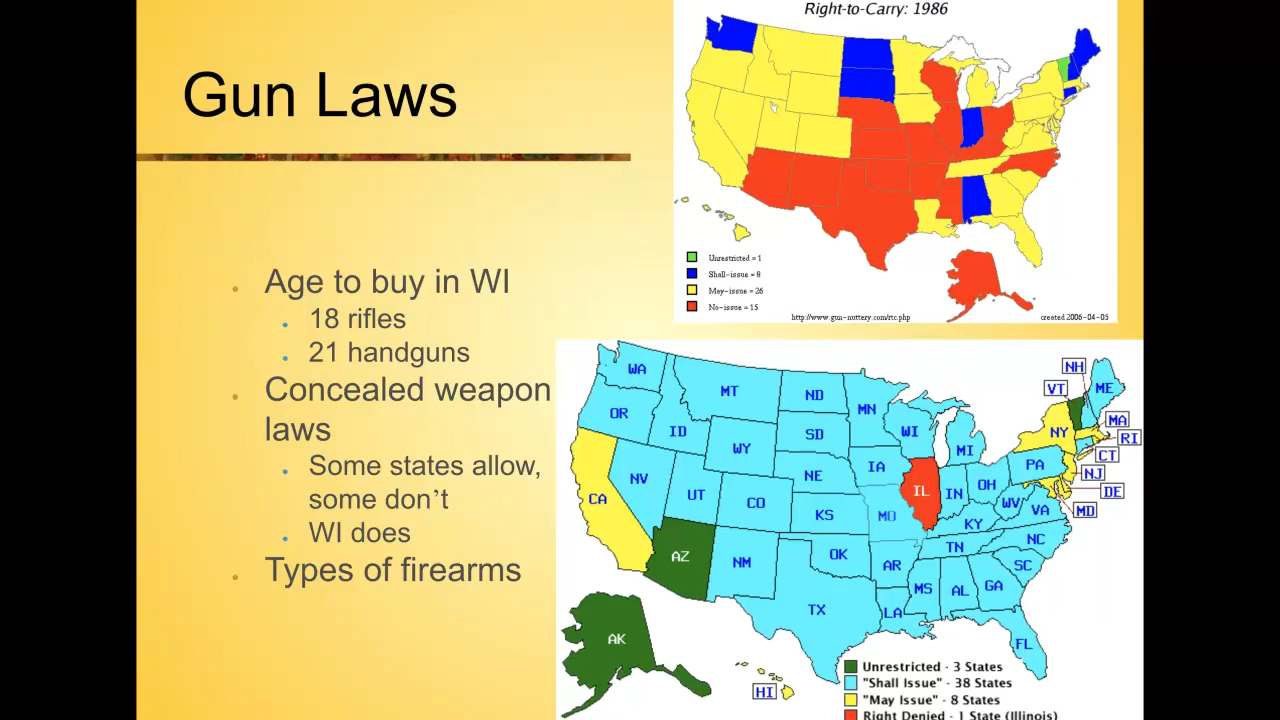 Gun Laws
Age to buy in WI
18 rifles
21 handguns
Concealed weapon
laws
Some states allow,
some don’t
WI does
Types of firearms
Right-to-Carry: 1986
Unrestricted = 1
Shall-issue = 8
May-issue = 26
No-issue = 15
http://www.gun-nuttery.com/rtc.php
created 2006-04-05
WA
MT
ND
MN
OR
ID
SD
WI
MI
WY
NE
IA
NV
UT
CO
KS
MO
IL
IN
OH
PA
NY
VT
NH
ME
MA
RI
CT
NJ
DE
MD
WV
VA
KY
CA
AZ
NM
OK
AR
TN
NC
SC
MS
AL
GA
TX
LA
FL
AK
HI
Unrestricted - 3 States
"Shall Issue" - 38 States
"May Issue" - 8 States
Right Denied - 1 State (Illinois)